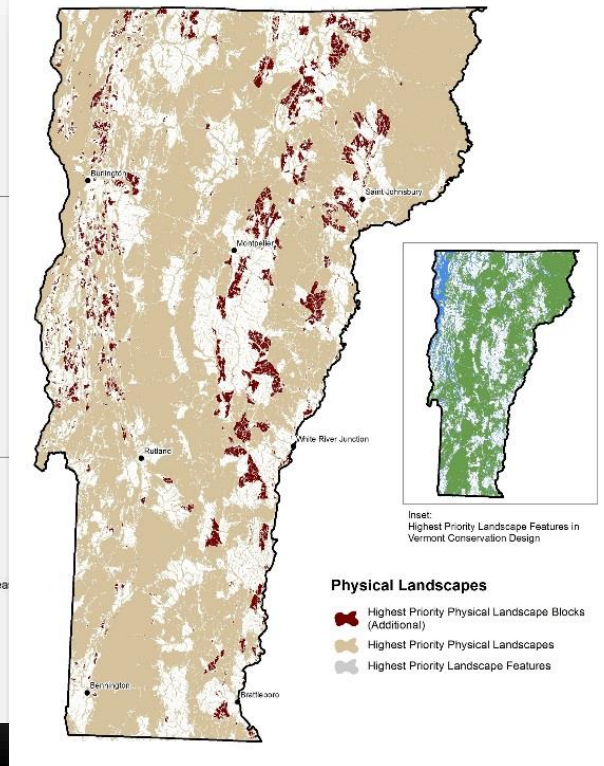 Burlington
Saint Johnsbury
Montpelier
White River Junction
Rutland
Inset:
Highest Priority Landscape Features in
Vermont Conservation Design
Physical Landscapes
Highest Priority Physical Landscape Blocks
(Additional)
Highest Priority Physical Landscapes
Highest Priority Landscape Features
Bennington
Brattleboro